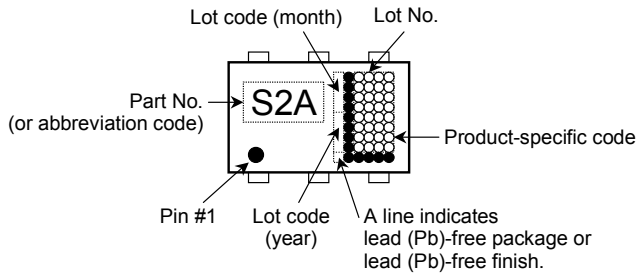 Lot code (month)
Lot No.
Part No.
(or abbreviation code)
S2A
Product-specific code
Pin #1
Lot code
(year)
A line indicates
lead (Pb)-free package or
lead (Pb)-free finish.